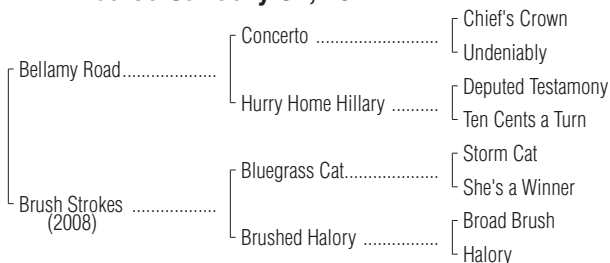 Chief's Crown
Concerto ..........................
Undeniably
Bellamy Road....................
Deputed Testamony
Hurry Home Hillary ..........
Ten Cents a Turn
Storm Cat
Bluegrass Cat....................
She's a Winner
Brush Strokes ..................
(2008)
Broad Brush
Brushed Halory ................
Halory